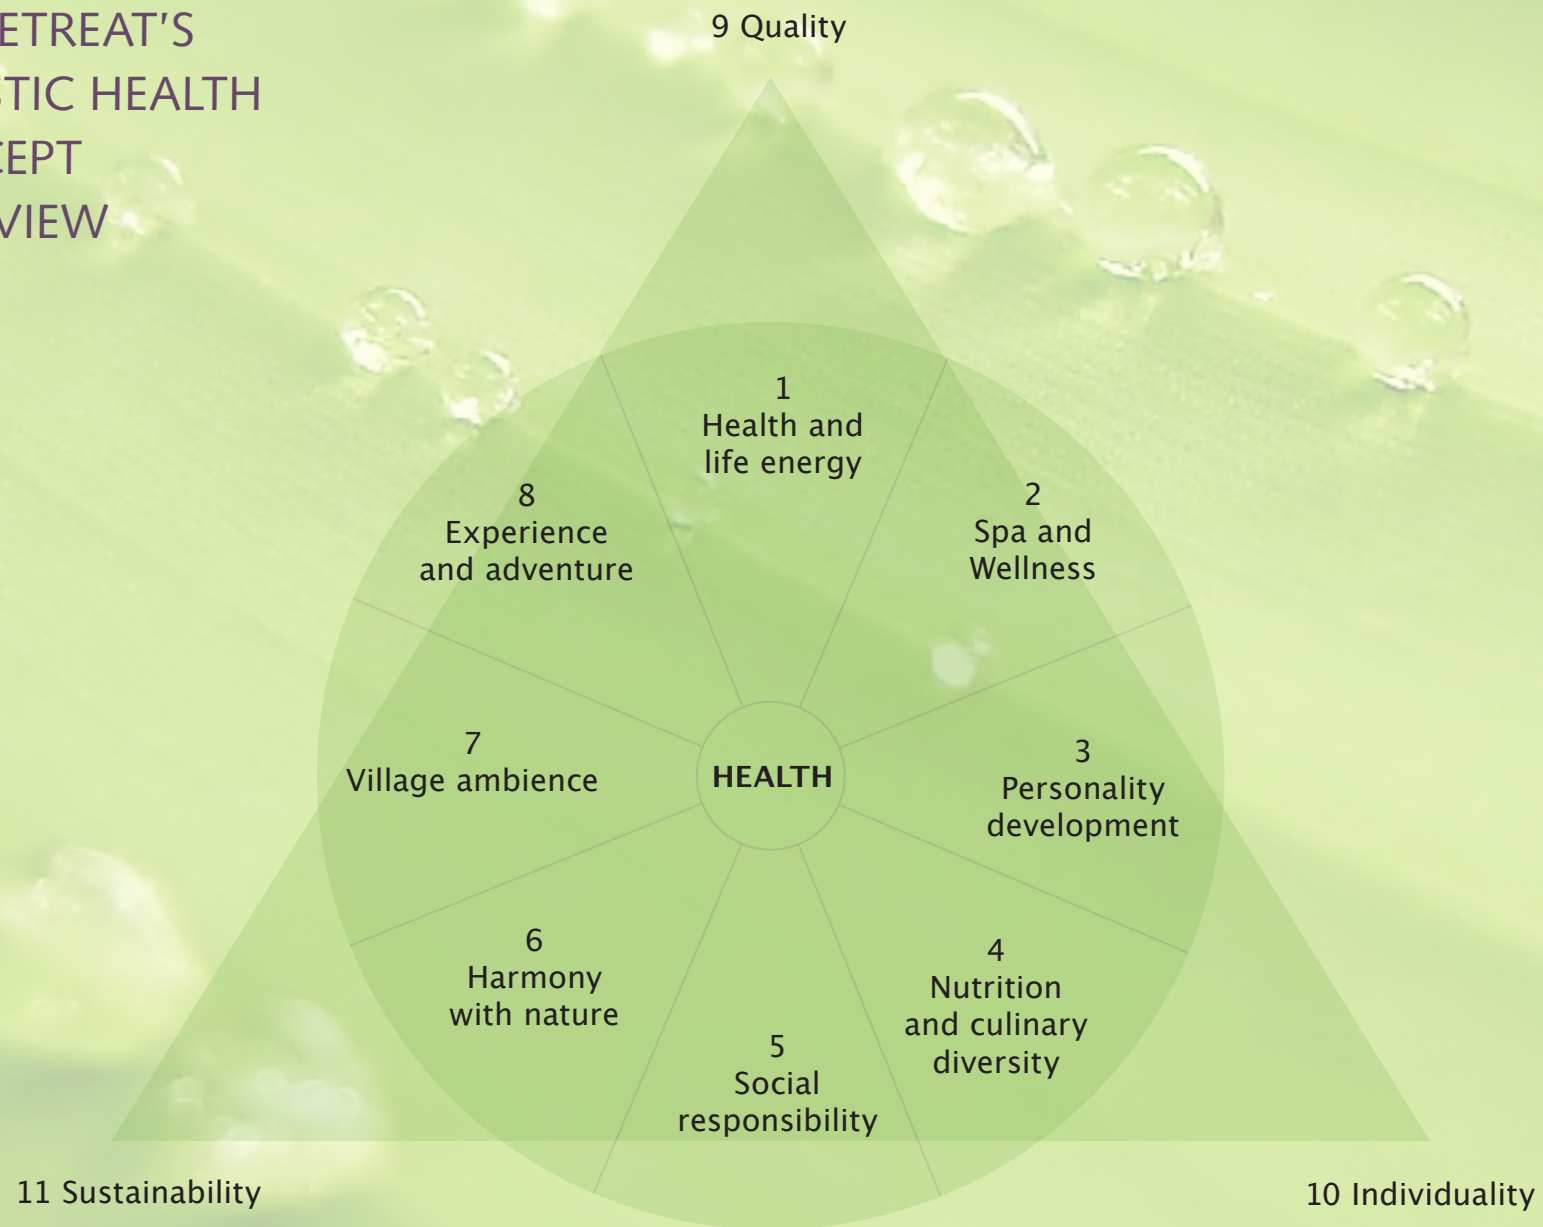 ETREAT'S
STIC HEALTH
CEPT
VIEW
9 Quality
1
Health and
life energy
2
Spa and
Wellness
3
Personality
development
4
Nutrition
and culinary
diversity
5
Social
responsibility
6
Harmony
with nature
7
Village ambience
8
Experience
and adventure
HEALTH
11 Sustainability
10 Individuality